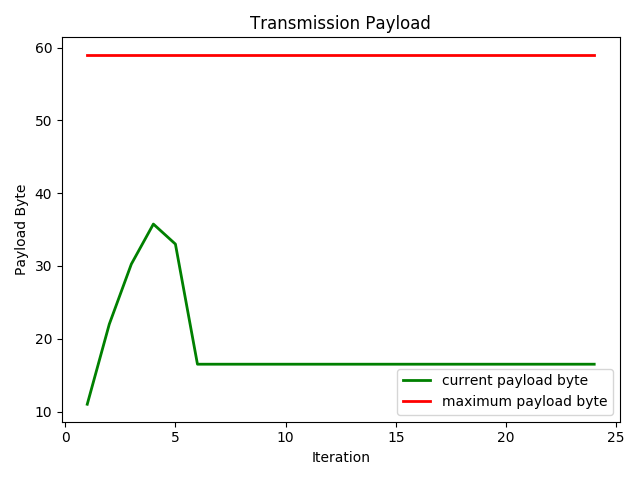 Transmission Payload
60
50
40
30
20
10
Payload Byte
0
5
10
15
20
25
Iteration
current payload byte
maximum payload byte